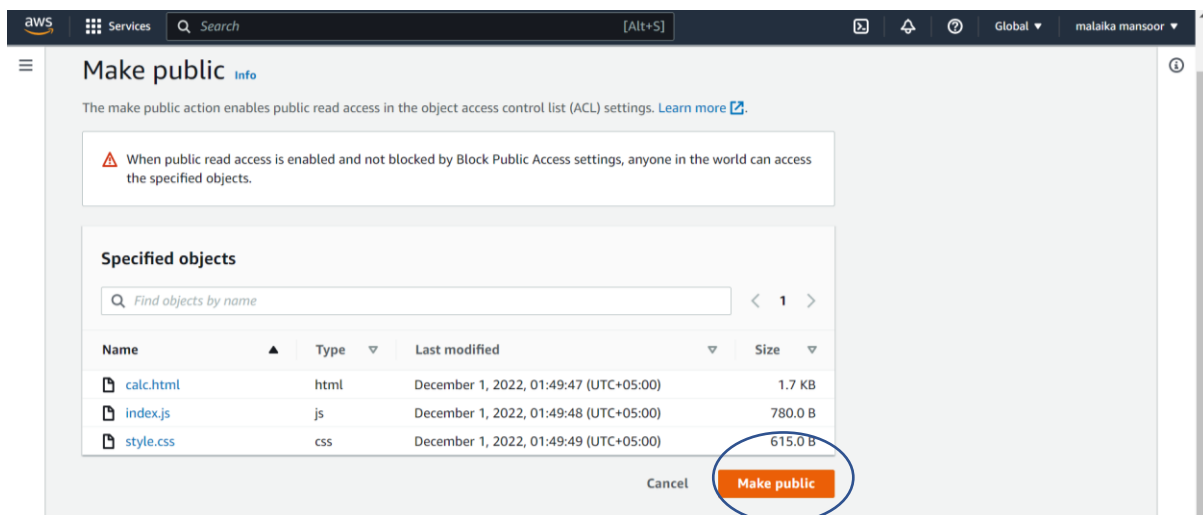 aws Services Search [Alt+S] Global malaika mansoor
Make public Info
The make public action enables public read access in the object access control list (ACL) settings. Learn more.
When public read access is enabled and not blocked by Block Public Access settings, anyone in the world can access
the specified objects.
Specified objects
Find objects by name 1
Name Type Last modified Size
calc.html html December 1, 2022, 01:49:47 (UTC+05:00) 1.7 KB
index.js js December 1, 2022, 01:49:48 (UTC+05:00) 780.0 B
style.css css December 1, 2022, 01:49:49 (UTC+05:00) 615.0 B
Cancel Make public